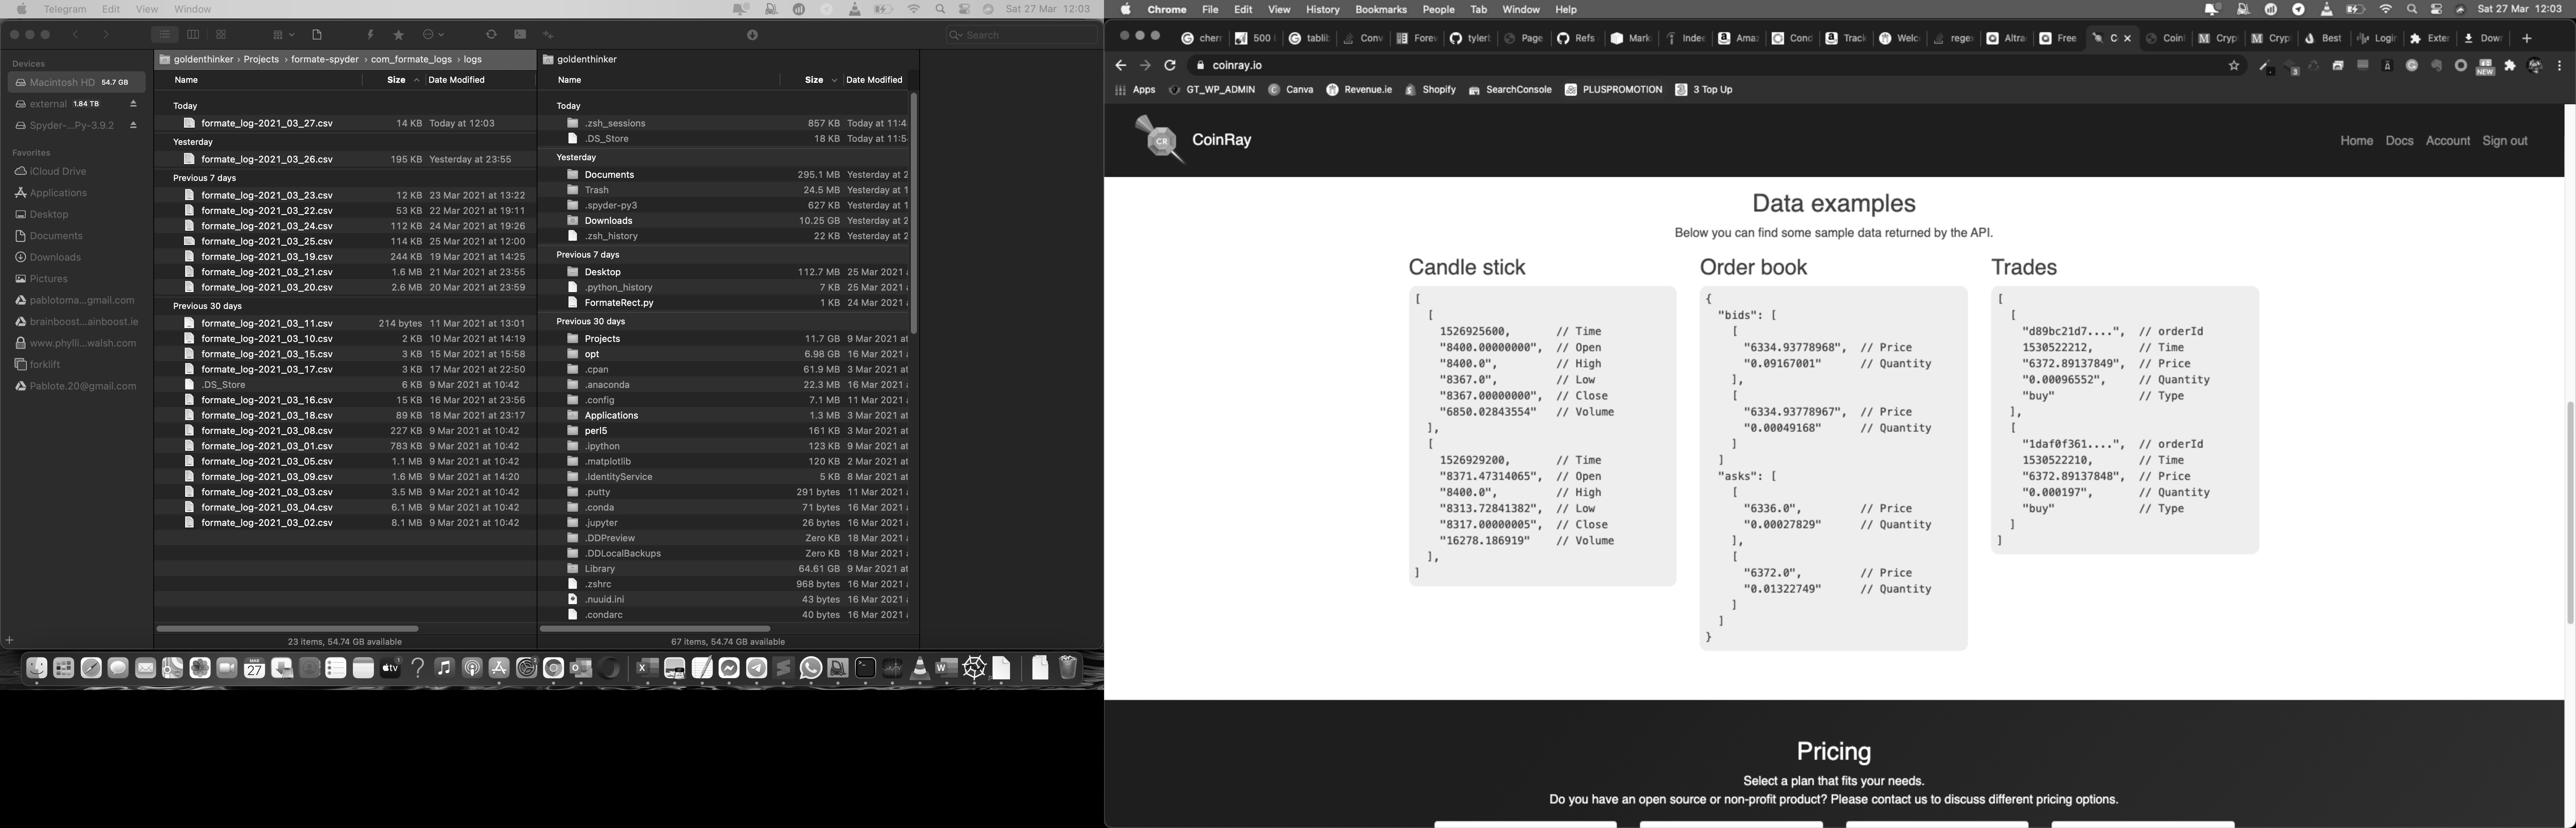 Telegram Edit View Window Sat 27 Mar 12:03
Search
Devices
Macintosh HD 54.7 GB
external 1.84 TB
Spyder-...Py-3.9.2
Favorites
iCloud Drive
Applications
Desktop
Documents
Downloads
Pictures
pablotoma...gmail.com
brainboost...ainboost.ie
www.phylli...walsh.com
forklift
Pablote.20@gmail.com
goldenthinker › Projects › formate-spyder › com_formate_logs › logs
Name Size Date Modified
Today
formate_log-2021_03_27.csv 14 KB Today at 12:03
Yesterday
formate_log-2021_03_26.csv 195 KB Yesterday at 23:55
Previous 7 days
formate_log-2021_03_23.csv 12 KB 23 Mar 2021 at 13:22
formate_log-2021_03_22.csv 53 KB 22 Mar 2021 at 19:11
formate_log-2021_03_24.csv 112 KB 24 Mar 2021 at 19:26
formate_log-2021_03_25.csv 114 KB 25 Mar 2021 at 12:00
formate_log-2021_03_19.csv 244 KB 19 Mar 2021 at 14:25
formate_log-2021_03_21.csv 1.6 MB 21 Mar 2021 at 23:55
formate_log-2021_03_20.csv 2.6 MB 20 Mar 2021 at 23:59
Previous 30 days
formate_log-2021_03_11.csv 214 bytes 11 Mar 2021 at 13:01
formate_log-2021_03_10.csv 2 KB 10 Mar 2021 at 14:19
formate_log-2021_03_15.csv 3 KB 15 Mar 2021 at 15:58
formate_log-2021_03_17.csv 3 KB 17 Mar 2021 at 22:50
.DS_Store 6 KB 9 Mar 2021 at 10:42
formate_log-2021_03_16.csv 15 KB 16 Mar 2021 at 23:56
formate_log-2021_03_18.csv 89 KB 18 Mar 2021 at 23:17
formate_log-2021_03_08.csv 227 KB 9 Mar 2021 at 10:42
formate_log-2021_03_01.csv 783 KB 9 Mar 2021 at 10:42
formate_log-2021_03_05.csv 1.1 MB 9 Mar 2021 at 10:42
formate_log-2021_03_09.csv 1.6 MB 9 Mar 2021 at 14:20
formate_log-2021_03_03.csv 3.5 MB 9 Mar 2021 at 10:42
formate_log-2021_03_04.csv 6.1 MB 9 Mar 2021 at 10:42
formate_log-2021_03_02.csv 8.1 MB 9 Mar 2021 at 10:42
23 items, 54.74 GB available
goldenthinker
Name Size Date Modified
Today
.zsh_sessions 857 KB Today at 11:4
.DS_Store 18 KB Today at 11:5
Yesterday
Documents 295.1 MB Yesterday at 2
Trash 24.5 MB Yesterday at 1
.spyder-py3 627 KB Yesterday at 1
Downloads 10.25 GB Yesterday at 2
.zsh_history 22 KB Yesterday at 2
Previous 7 days
Desktop 112.7 MB 25 Mar 2021
.python_history 7 KB 25 Mar 2021
FormateRect.py 1 KB 24 Mar 2021
Previous 30 days
Projects 11.7 GB 9 Mar 2021 at
opt 6.98 GB 16 Mar 2021
.cpan 61.9 MB 3 Mar 2021 at
.anaconda 22.3 MB 16 Mar 2021
.config 7.1 MB 11 Mar 2021
Applications 1.3 MB 3 Mar 2021 at
perl5 161 KB 3 Mar 2021 at
.ipython 123 KB 9 Mar 2021 at
.matplotlib 120 KB 2 Mar 2021 at
.IdentityService 5 KB 8 Mar 2021 at
.putty 291 bytes 11 Mar 2021
.conda 71 bytes 16 Mar 2021
.jupyter 26 bytes 16 Mar 2021
.DDPreview Zero KB 18 Mar 2021
.DDLocalBackups Zero KB 18 Mar 2021
Library 64.61 GB 9 Mar 2021 at
.zshrc 968 bytes 16 Mar 2021
.nuuid.ini 43 bytes 16 Mar 2021
.condarc 40 bytes 16 Mar 2021
67 items, 54.74 GB available
MAR 27 tv
Chrome File Edit View History Bookmarks People Tab Window Help Sat 27 Mar 12:03
cherr 500 tablib Conv Forev tylert Page Refs Mark Indee Amaz Cond Track Welc rege Altra Free C Coin Cryp Cryp Best Login Exter Dow
coinray.io
Apps GT_WP_ADMIN Canva Revenue.ie Shopify SearchConsole PLUSPROMOTION 3 Top Up
CR CoinRay Home Docs Account Sign out
Data examples
Below you can find some sample data returned by the API.
Candle stick
[
[
1526925600, // Time
"8400.00000000", // Open
"8400.0", // High
"8367.0", // Low
"8367.00000000", // Close
"6850.02843554" // Volume
],
[
1526929200, // Time
"8371.47314065", // Open
"8400.0", // High
"8313.72841382", // Low
"8317.00000005", // Close
"16278.186919" // Volume
],
]
Order book
{
"bids": [
[
"6334.93778968", // Price
"0.09167001" // Quantity
],
[
"6334.93778967", // Price
"0.00049168" // Quantity
]
]
"asks": [
[
"6336.0", // Price
"0.00027829" // Quantity
],
[
"6372.0", // Price
"0.01322749" // Quantity
]
]
}
Trades
[
[
"d89bc21d7....", // orderId
1530522212, // Time
"6372.89137849", // Price
"0.00096552", // Quantity
"buy" // Type
],
[
"1daf0f361....", // orderId
1530522210, // Time
"6372.89137848", // Price
"0.000197", // Quantity
"buy" // Type
]
]
Pricing
Select a plan that fits your needs.
Do you have an open source or non-profit product? Please contact us to discuss different pricing options.